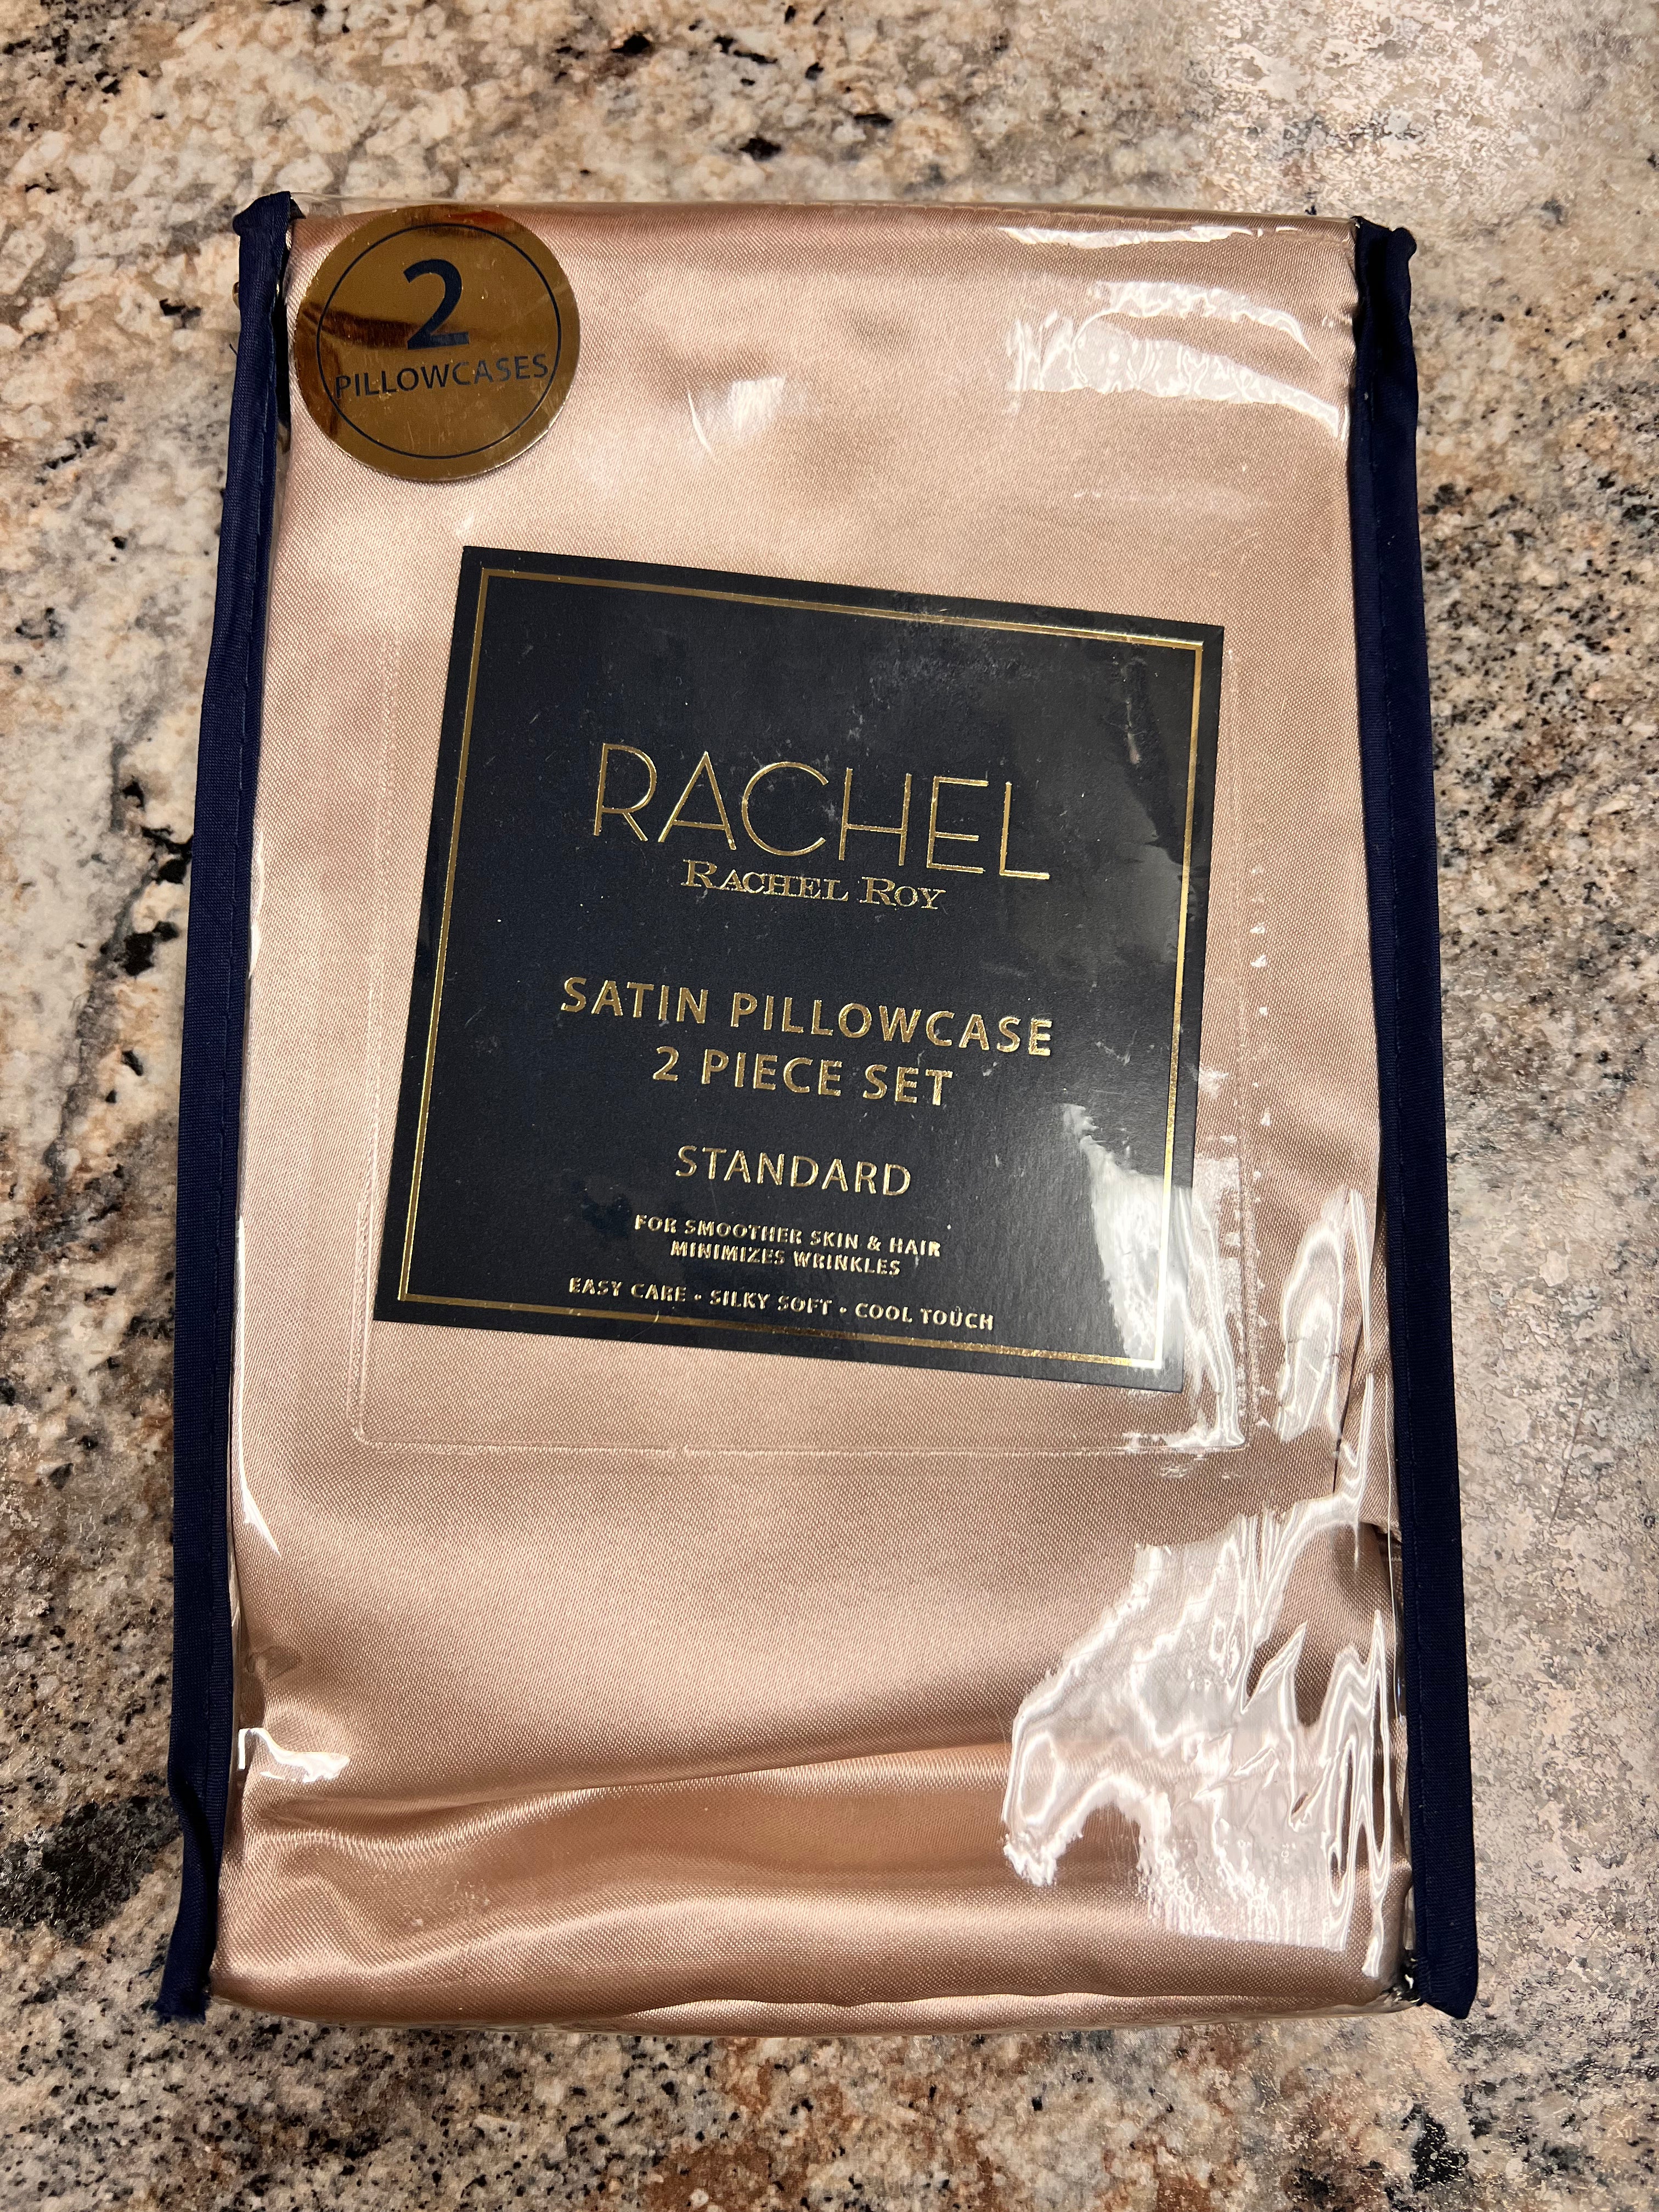 2
PILLOWCASES
RACHEL
RACHEL ROY
SATIN PILLOWCASE
2 PIECE SET
STANDARD
FOR SMOOTHER SKIN & HAIR
MINIMIZES WRINKLES
EASY CARE • SILKY SOFT • COOL TOUCH